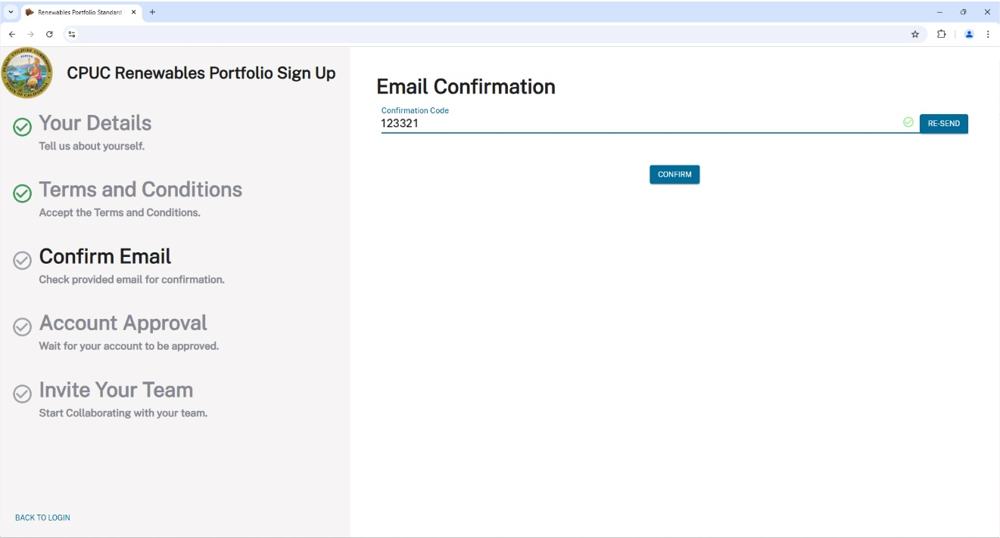 Renewables Portfolio Standard
CPUC Renewables Portfolio Sign Up
Your Details
Tell us about yourself.
Terms and Conditions
Accept the Terms and Conditions.
Confirm Email
Check provided email for confirmation.
Account Approval
Wait for your account to be approved.
Invite Your Team
Start Collaborating with your team.
BACK TO LOGIN
Email Confirmation
Confirmation Code
123321
RE-SEND
CONFIRM